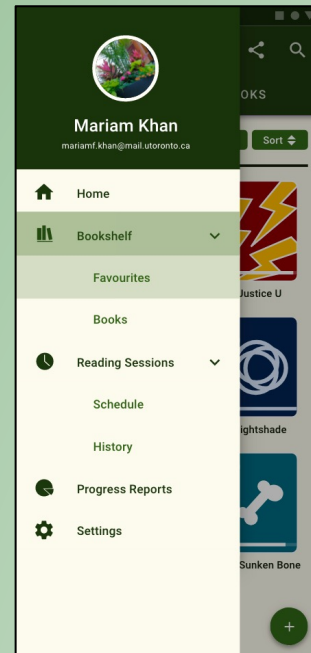 Mariam Khan
mariamf.khan@mail.utoronto.ca
Home
Bookshelf
Favourites
Books
Reading Sessions
Schedule
History
Progress Reports
Settings
OKS
Sort
Justice U
ightshade
Sunken Bone